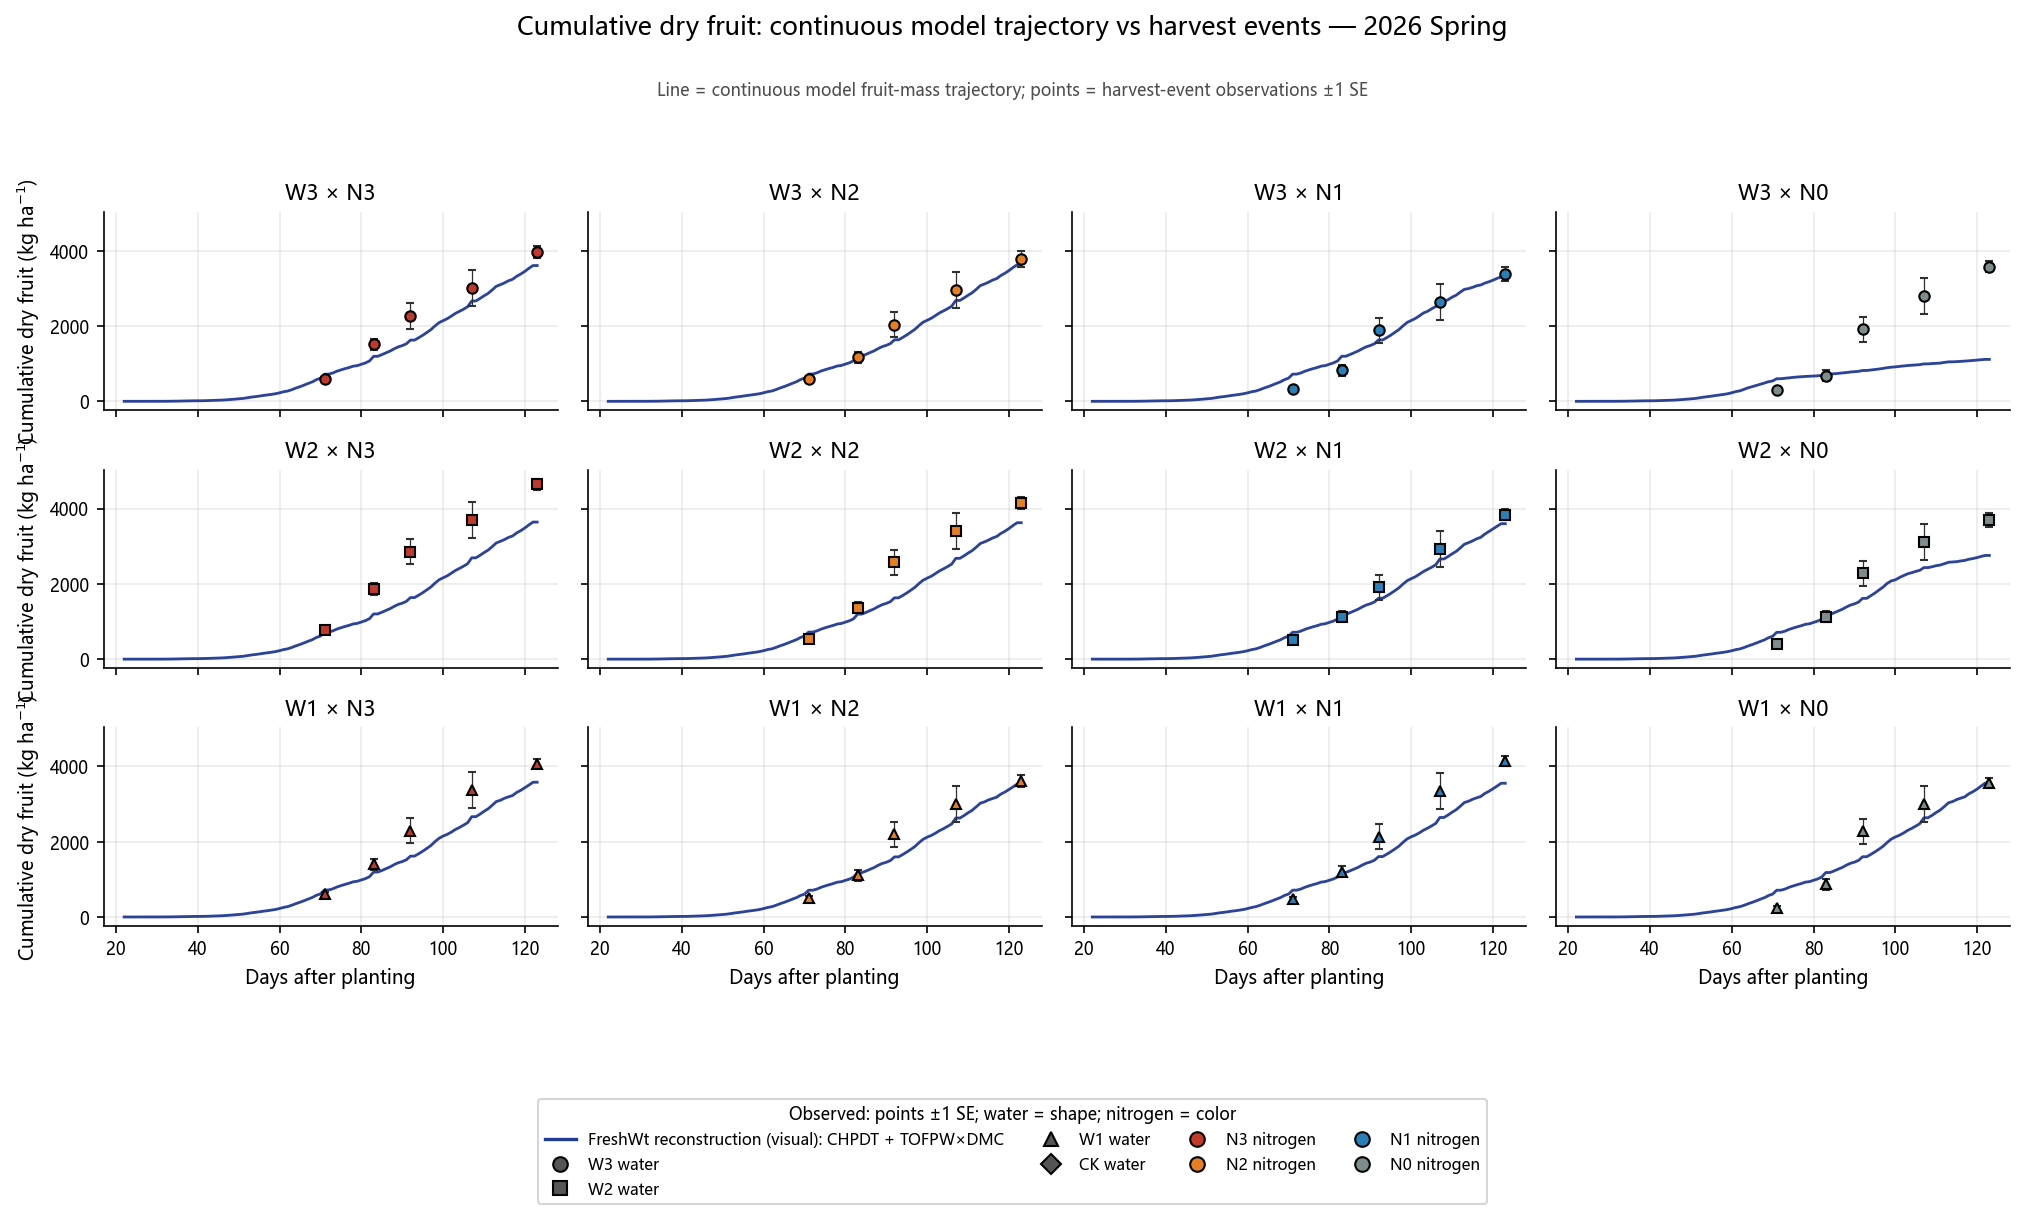 Cumulative dry fruit: continuous model trajectory vs harvest events — 2026 Spring
Line = continuous model fruit-mass trajectory; points = harvest-event observations ±1 SE
W3 × N3
W3 × N2
W3 × N1
W3 × N0
Cumulative dry fruit (kg ha⁻¹)
4000
2000
0
W2 × N3
W2 × N2
W2 × N1
W2 × N0
Cumulative dry fruit (kg ha⁻¹)
4000
2000
0
W1 × N3
W1 × N2
W1 × N1
W1 × N0
Cumulative dry fruit (kg ha⁻¹)
4000
2000
0
20 40 60 80 100 120
20 40 60 80 100 120
20 40 60 80 100 120
20 40 60 80 100 120
Days after planting
Days after planting
Days after planting
Days after planting
Observed: points ±1 SE; water = shape; nitrogen = color
FreshWt reconstruction (visual): CHPDT + TOFPW×DMC
W3 water
W2 water
W1 water
CK water
N3 nitrogen
N2 nitrogen
N1 nitrogen
N0 nitrogen